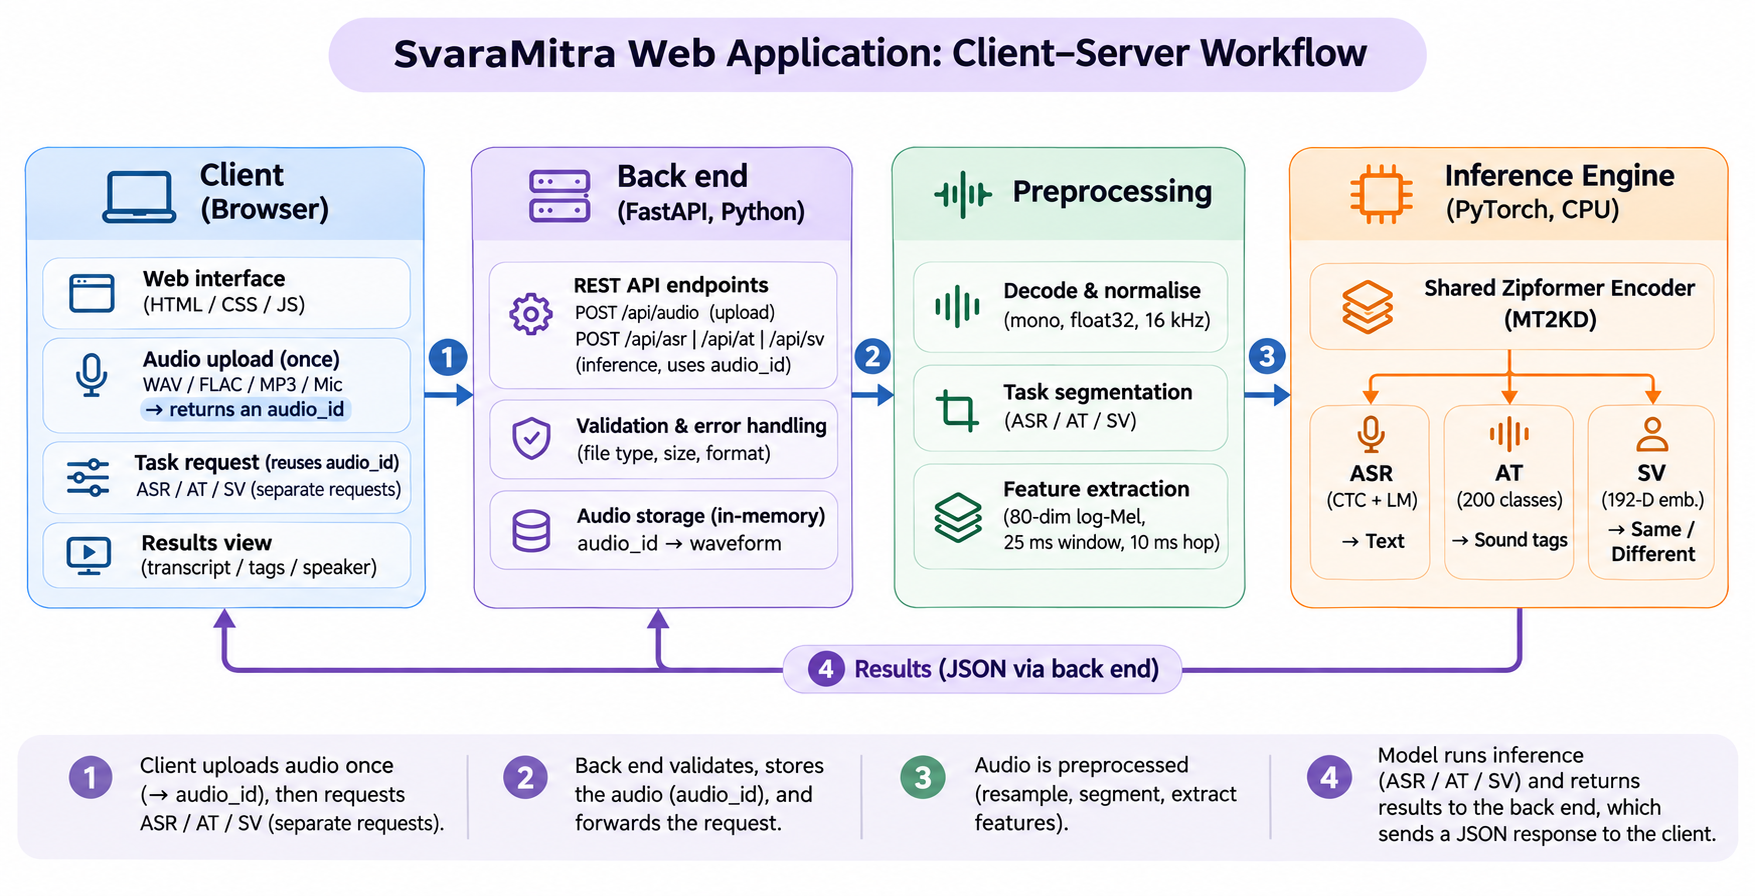 SvaraMitra Web Application: Client–Server Workflow
Client
(Browser)
Web interface
(HTML / CSS / JS)
Audio upload (once)
WAV / FLAC / MP3 / Mic
→ returns an audio_id
Task request (reuses audio_id)
ASR / AT / SV (separate requests)
Results view
(transcript / tags / speaker)
1
Back end
(FastAPI, Python)
REST API endpoints
POST /api/audio (upload)
POST /api/asr | /api/at | /api/sv
(inference, uses audio_id)
Validation & error handling
(file type, size, format)
Audio storage (in-memory)
audio_id → waveform
2
Preprocessing
Decode & normalise
(mono, float32, 16 kHz)
Task segmentation
(ASR / AT / SV)
Feature extraction
(80-dim log-Mel,
25 ms window, 10 ms hop)
3
Inference Engine
(PyTorch, CPU)
Shared Zipformer Encoder
(MT2KD)
ASR
(CTC + LM)
→ Text
AT
(200 classes)
→ Sound tags
SV
(192-D emb.)
→ Same /
Different
4 Results (JSON via back end)
1
Client uploads audio once
(→ audio_id), then requests
ASR / AT / SV (separate requests).
2
Back end validates, stores
the audio (audio_id), and
forwards the request.
3
Audio is preprocessed
(resample, segment, extract
features).
4
Model runs inference
(ASR / AT / SV) and returns
results to the back end, which
sends a JSON response to the client.